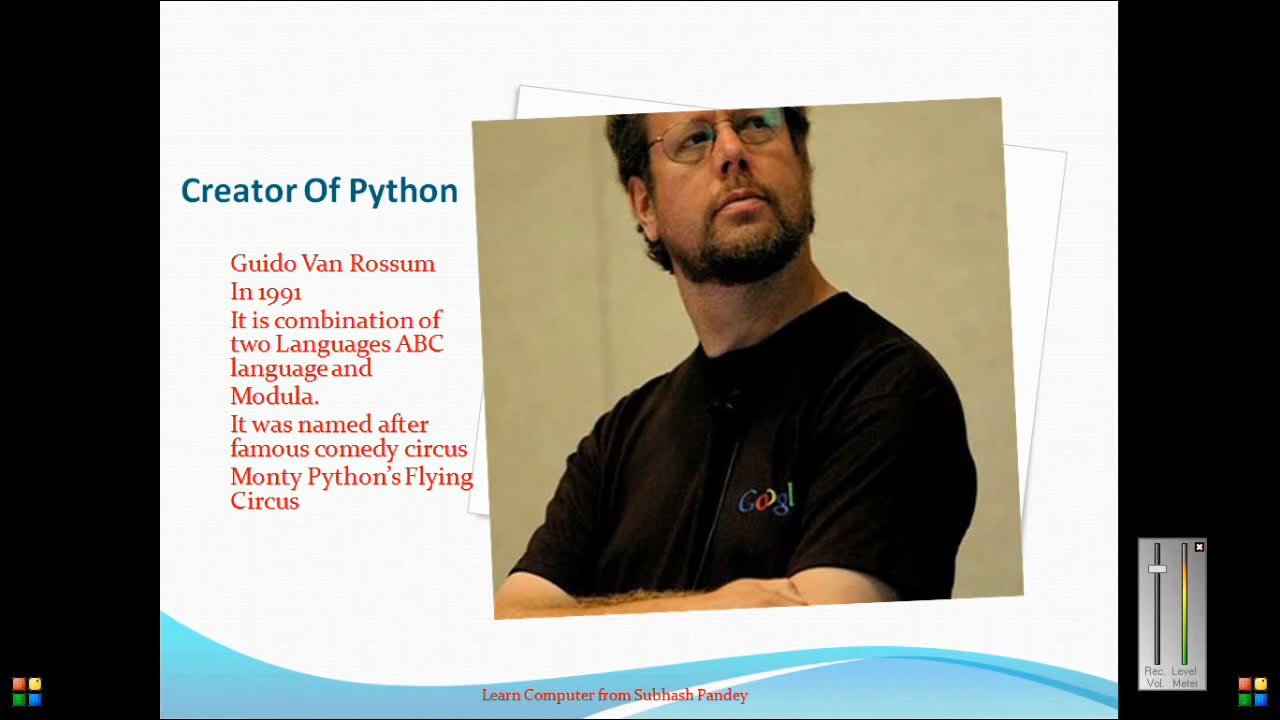 Creator Of Python
Guido Van Rossum
In 1991
It is combination of
two Languages ABC
language and
Modula.
It was named after
famous comedy circus
Monty Python's Flying
Circus
Googl
Learn Computer from Subhash Pandey
Rec. Level
Vol. Meter
S R
S R